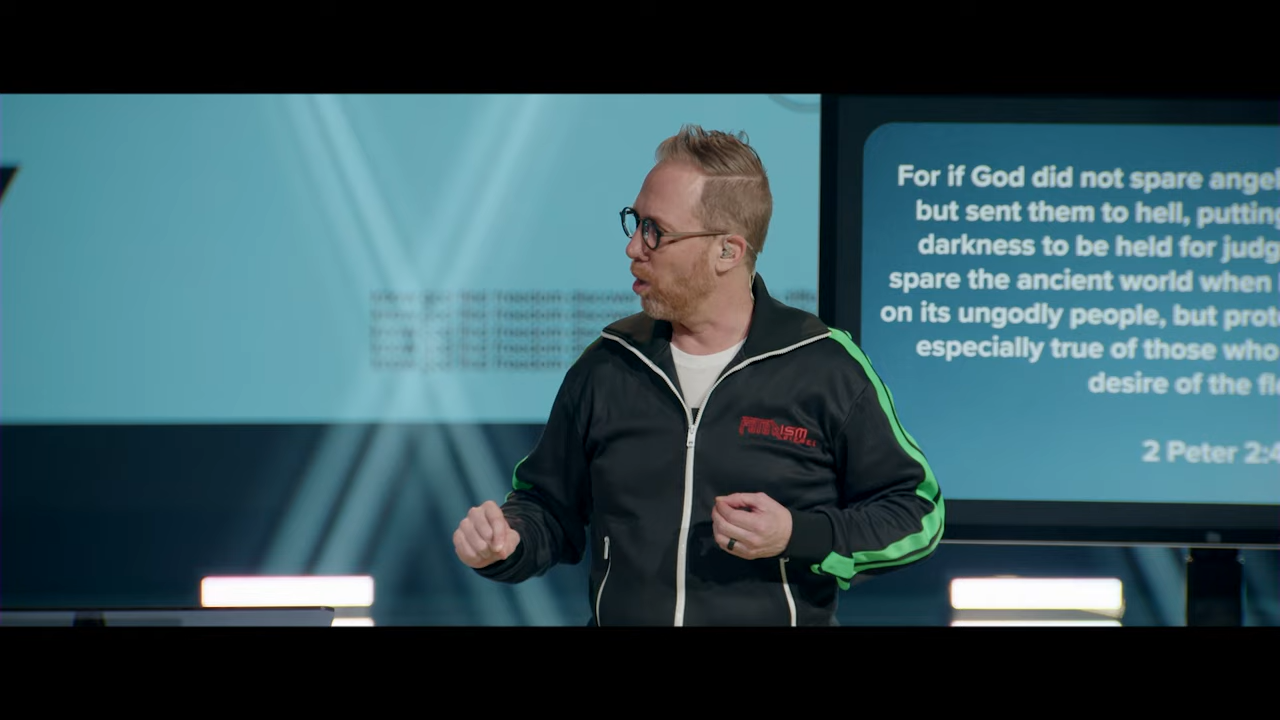 For if God did not spare angel
but sent them to hell, putting
darkness to be held for judg
spare the ancient world when
on its ungodly people, but prot
especially true of those who
desire of the fl
2 Peter 2:4